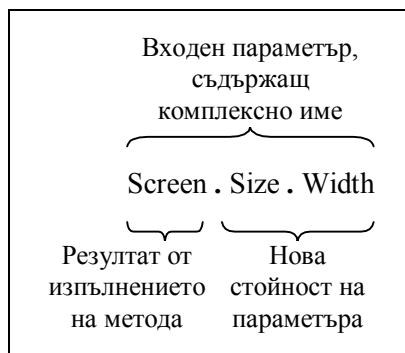 Входен параметър,
съдържащ
комплексно име
Screen . Size . Width
Резултат от
изпълнението
на метода
Нова
стойност на
параметъра